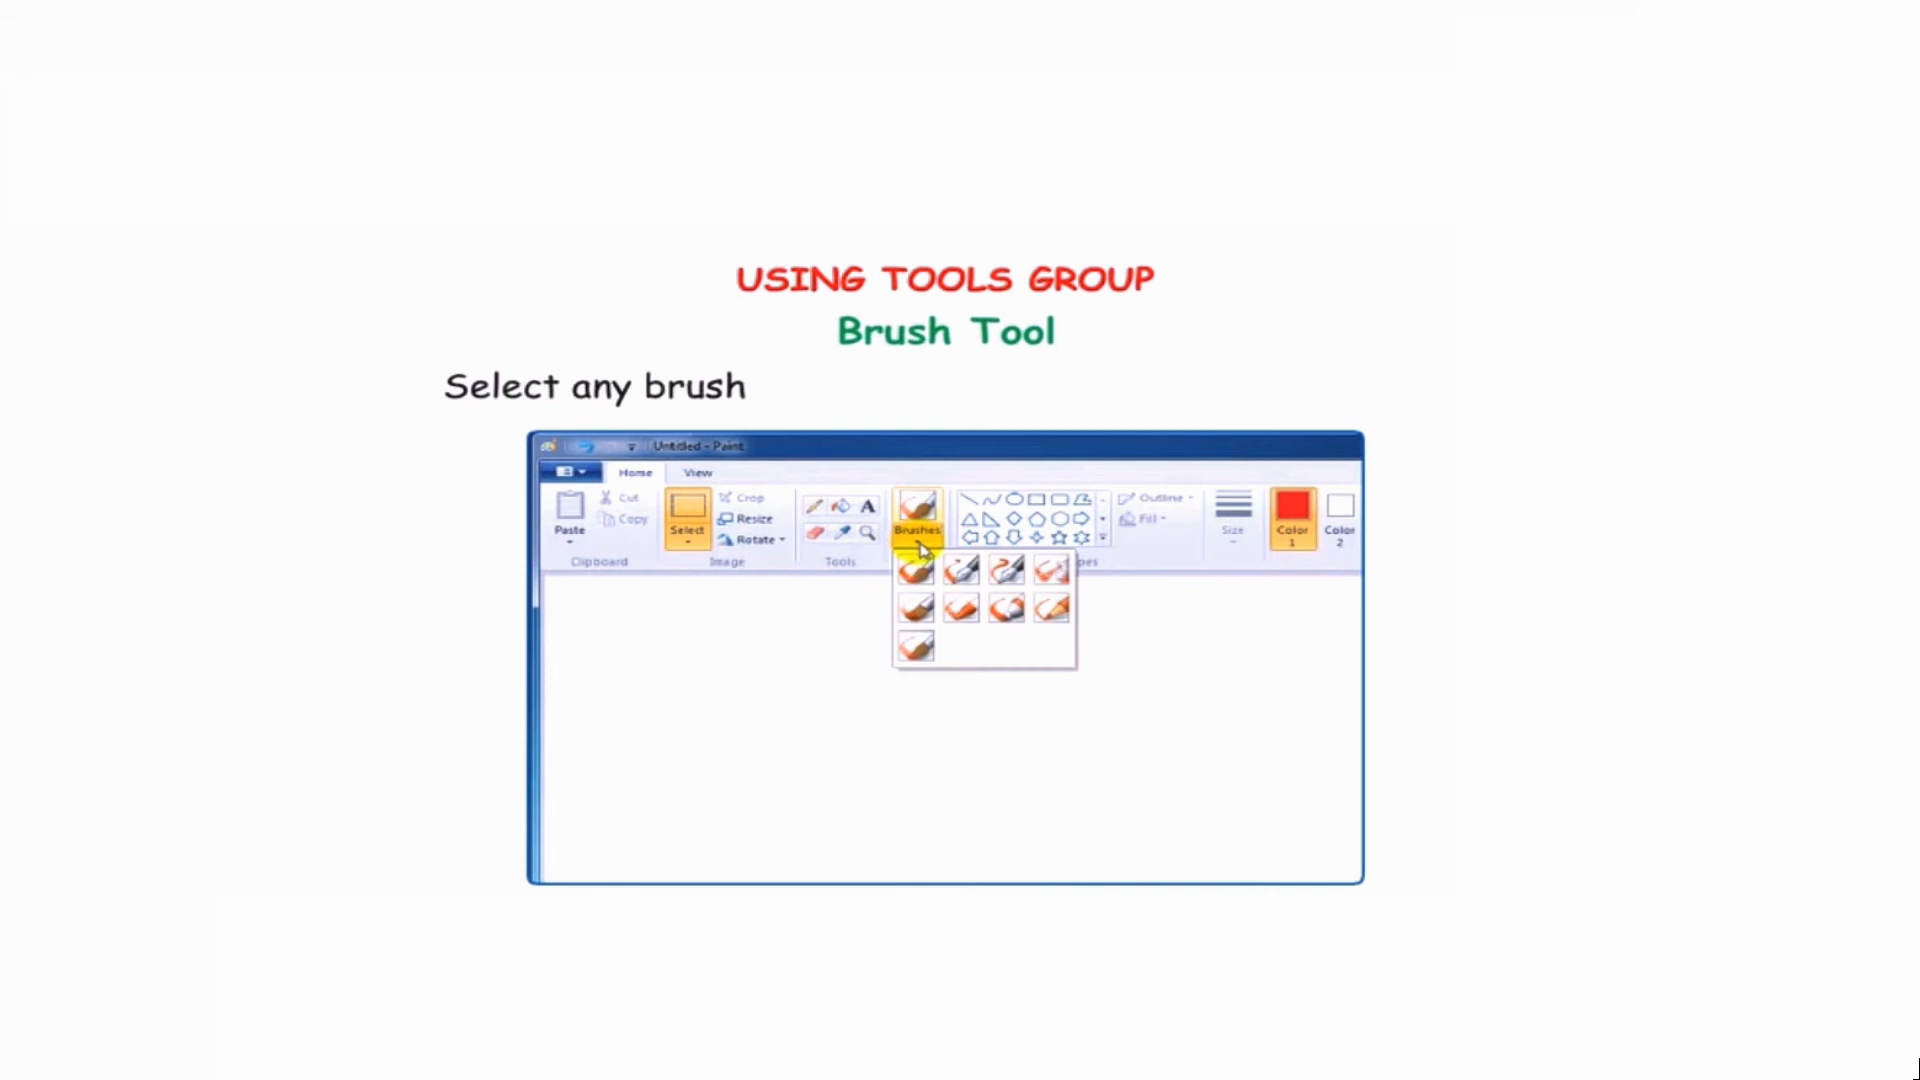 USING TOOLS GROUP
Brush Tool
Select any brush
Untitled - Paint
Home View
Paste
Cut
Copy
Clipboard
Select
Crop
Resize
Rotate
Image
A
Tools
Brushes
pes
Outline
Fill
Size
Color
1
Color
2